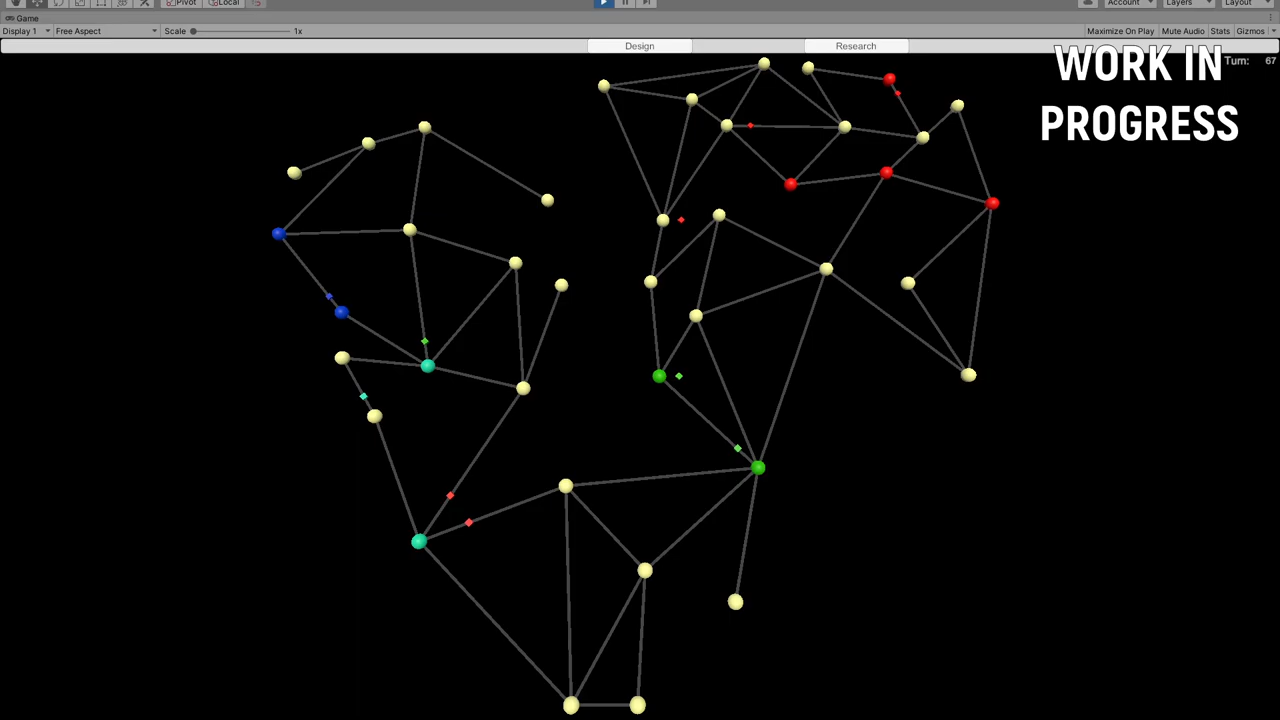 Pivot Local Account Layers Layout
Game
Display 1 Free Aspect Scale 1x Maximize On Play Mute Audio Stats Gizmos
Design Research
WORK IN
PROGRESS
Turn: 67